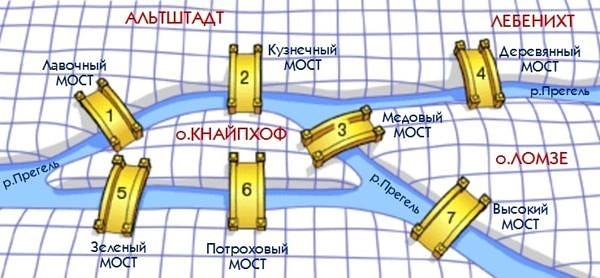 АЛЬТШТАДТ
ЛЕБЕНИХТ
Лавочный
МОСТ
Кузнечный
МОСТ
Деревянный
МОСТ
р.Прегель
1
2
4
о.КНАЙПХОФ
3
Медовый
МОСТ
о.ЛОМЗЕ
р.Прегель
5
6
р.Прегель
7
Высокий
МОСТ
Зеленый
МОСТ
Потроховый
МОСТ